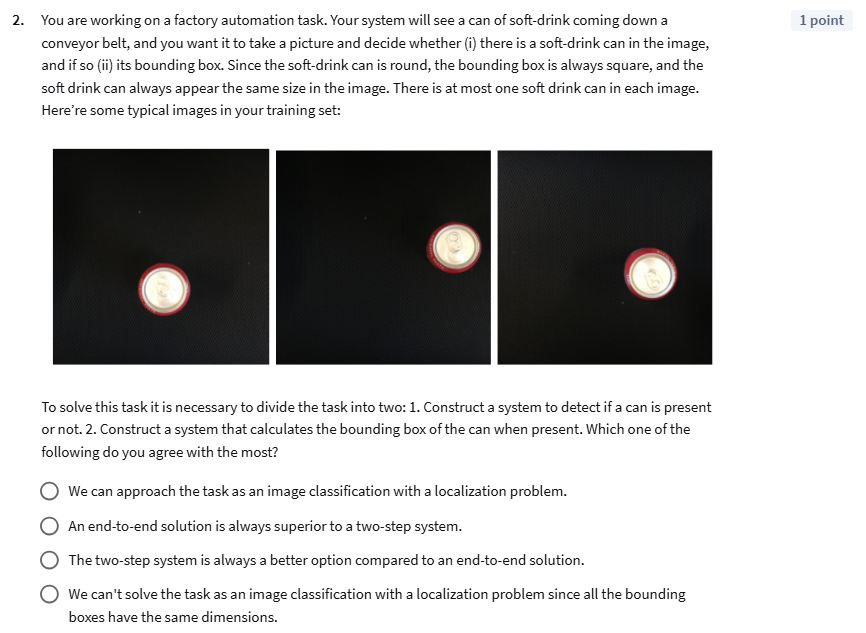 2. You are working on a factory automation task. Your system will see a can of soft-drink coming down a 1 point
conveyor belt, and you want it to take a picture and decide whether (i) there is a soft-drink can in the image,
and if so (ii) its bounding box. Since the soft-drink can is round, the bounding box is always square, and the
soft drink can always appear the same size in the image. There is at most one soft drink can in each image.
Here's some typical images in your training set:
To solve this task it is necessary to divide the task into two: 1. Construct a system to detect if a can is present
or not. 2. Construct a system that calculates the bounding box of the can when present. Which one of the
following do you agree with the most?
We can approach the task as an image classification with a localization problem.
An end-to-end solution is always superior to a two-step system.
The two-step system is always a better option compared to an end-to-end solution.
We can't solve the task as an image classification with a localization problem since all the bounding
boxes have the same dimensions.